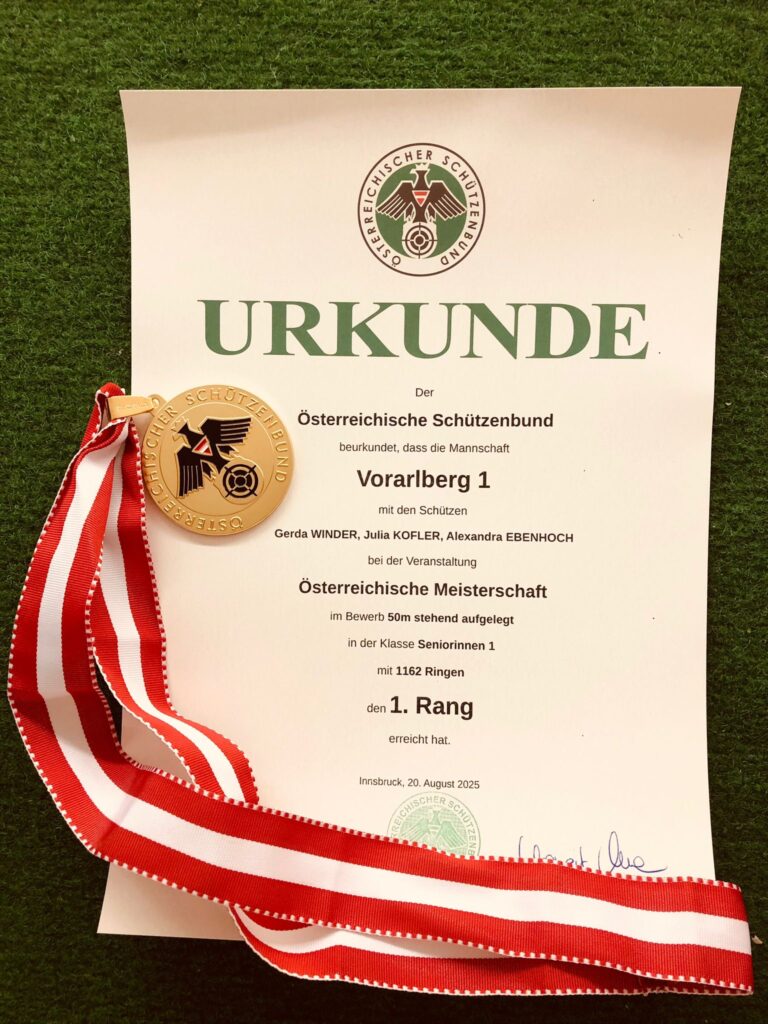 ÖSTERREICHISCHER SCHÜTZENBUND
URKUNDE
Der
Österreichische Schützenbund
beurkundet, dass die Mannschaft
Vorarlberg 1
mit den Schützen
Gerda WINDER, Julia KOFLER, Alexandra EBENHOCH
bei der Veranstaltung
Österreichische Meisterschaft
im Bewerb 50m stehend aufgelegt
in der Klasse Seniorinnen 1
mit 1162 Ringen
den 1. Rang
erreicht hat.
Innsbruck, 20. August 2025
ÖSTERREICHISCHER SCHÜTZENBUND